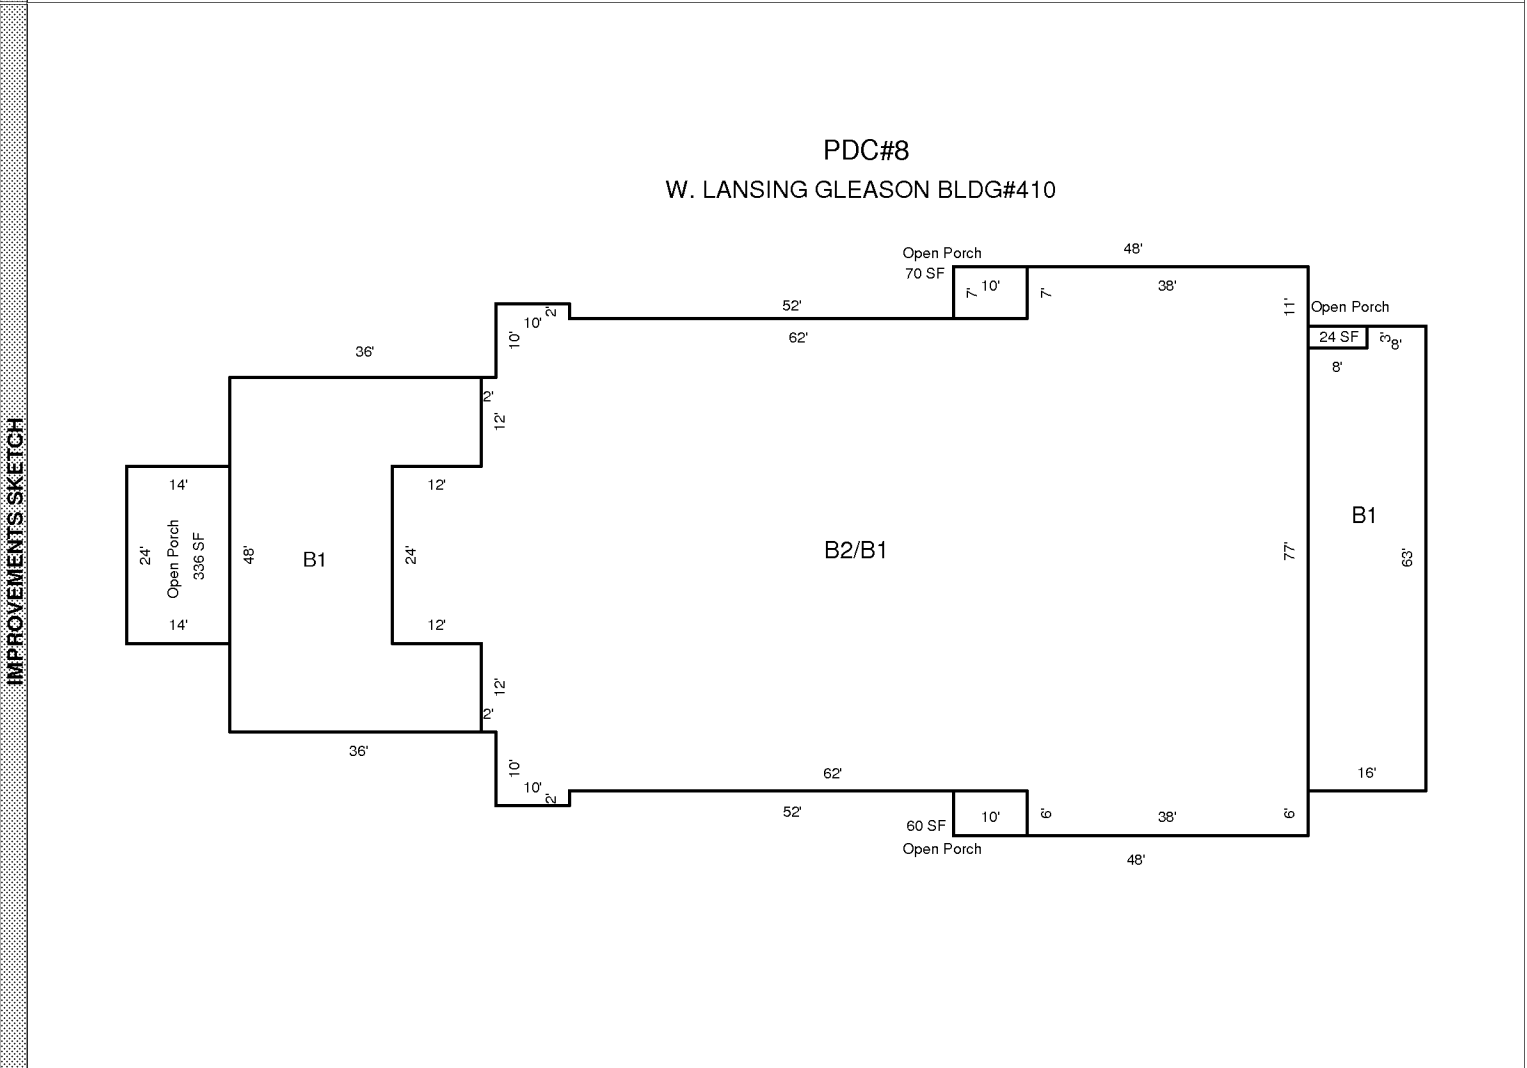 IMPROVEMENTS SKETCH
PDC#8
W. LANSING GLEASON BLDG#410
Open Porch
70 SF
10'
7'
7'
48'
38'
11'
Open Porch
24 SF
3'
8'
8'
52'
62'
2'
10'
10'
36'
2'
12'
14'
24'
Open Porch
336 SF
14'
48'
B1
12'
24'
12'
B2/B1
77'
B1
63'
16'
12'
2'
36'
10'
10'
2'
62'
52'
60 SF
Open Porch
10'
6'
38'
6'
48'